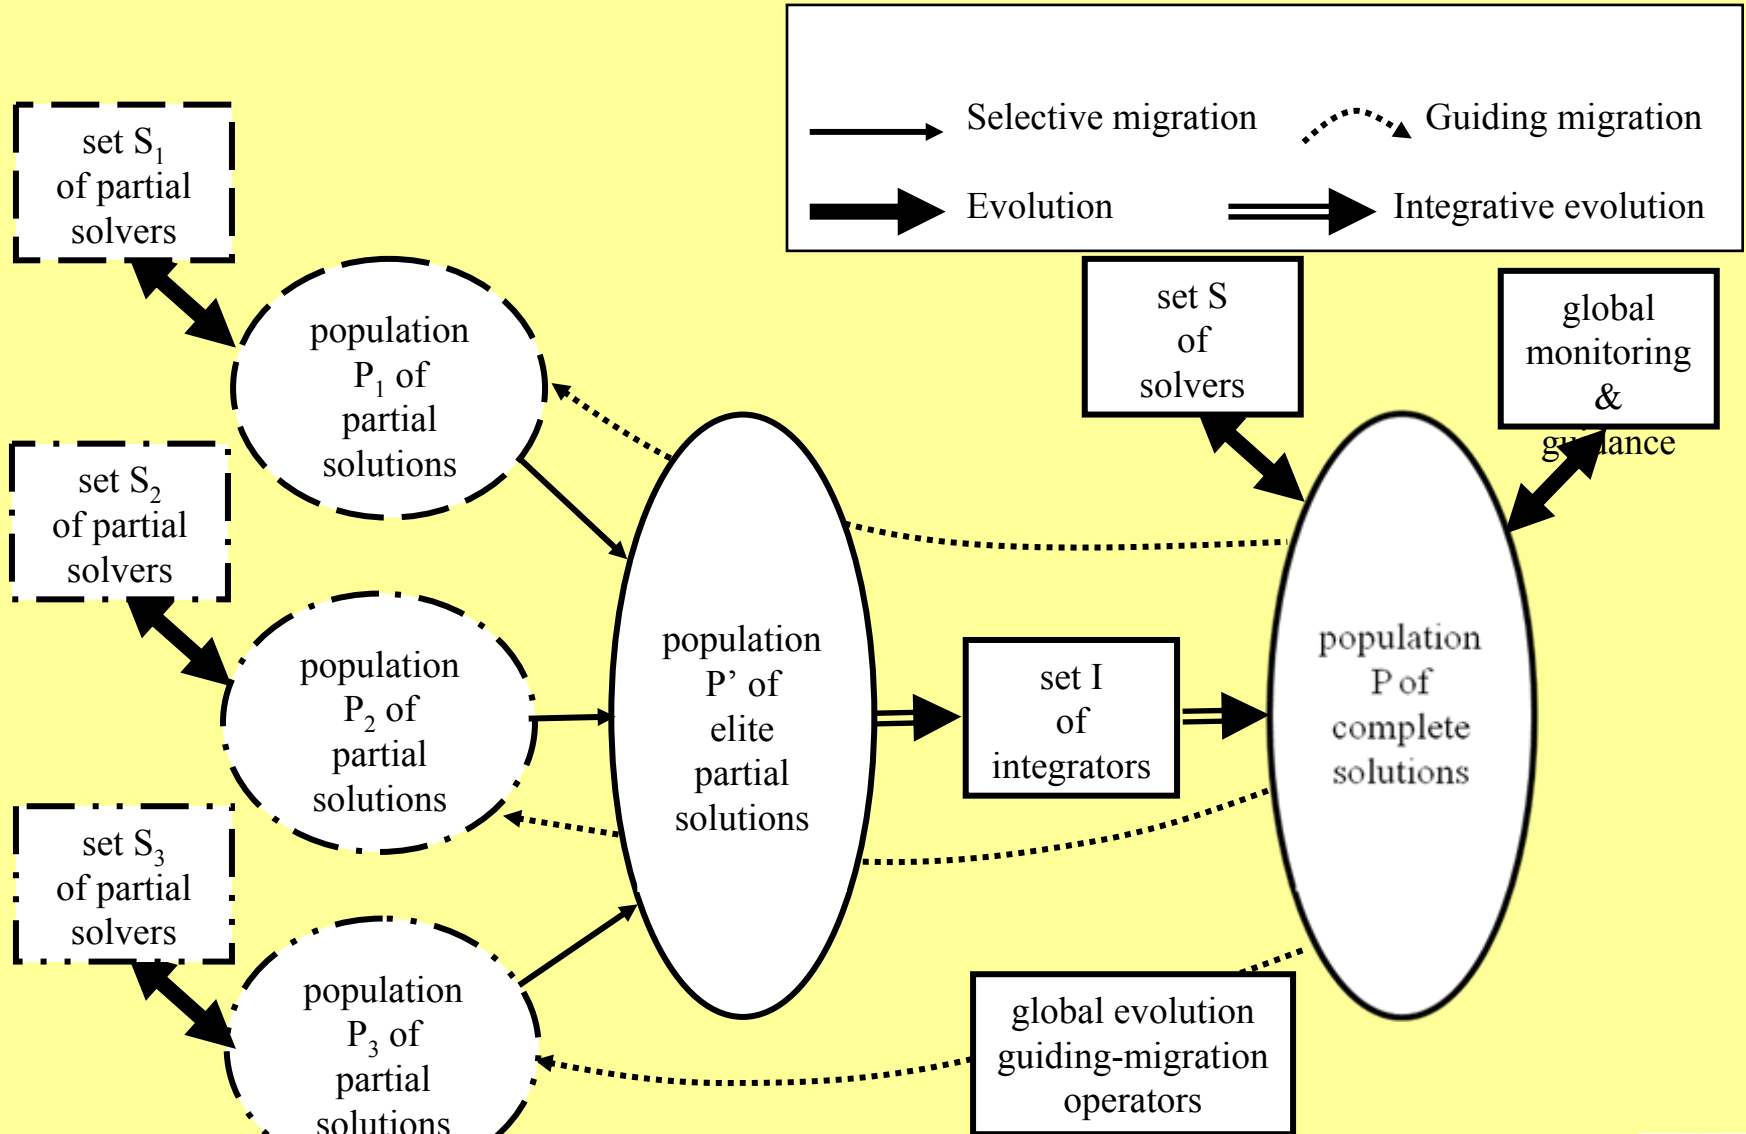 Selective migration
Guiding migration
Evolution
Integrative evolution
set S₁
of partial
solvers
population
P₁ of
partial
solutions
set S₂
of partial
solvers
population
P₂ of
partial
solutions
set S₃
of partial
solvers
population
P₃ of
partial
solutions
population
P’ of
elite
partial
solutions
set I
of
integrators
set S
of
solvers
global
monitoring
&
guidance
population
P of
complete
solutions
global evolution
guiding-migration
operators